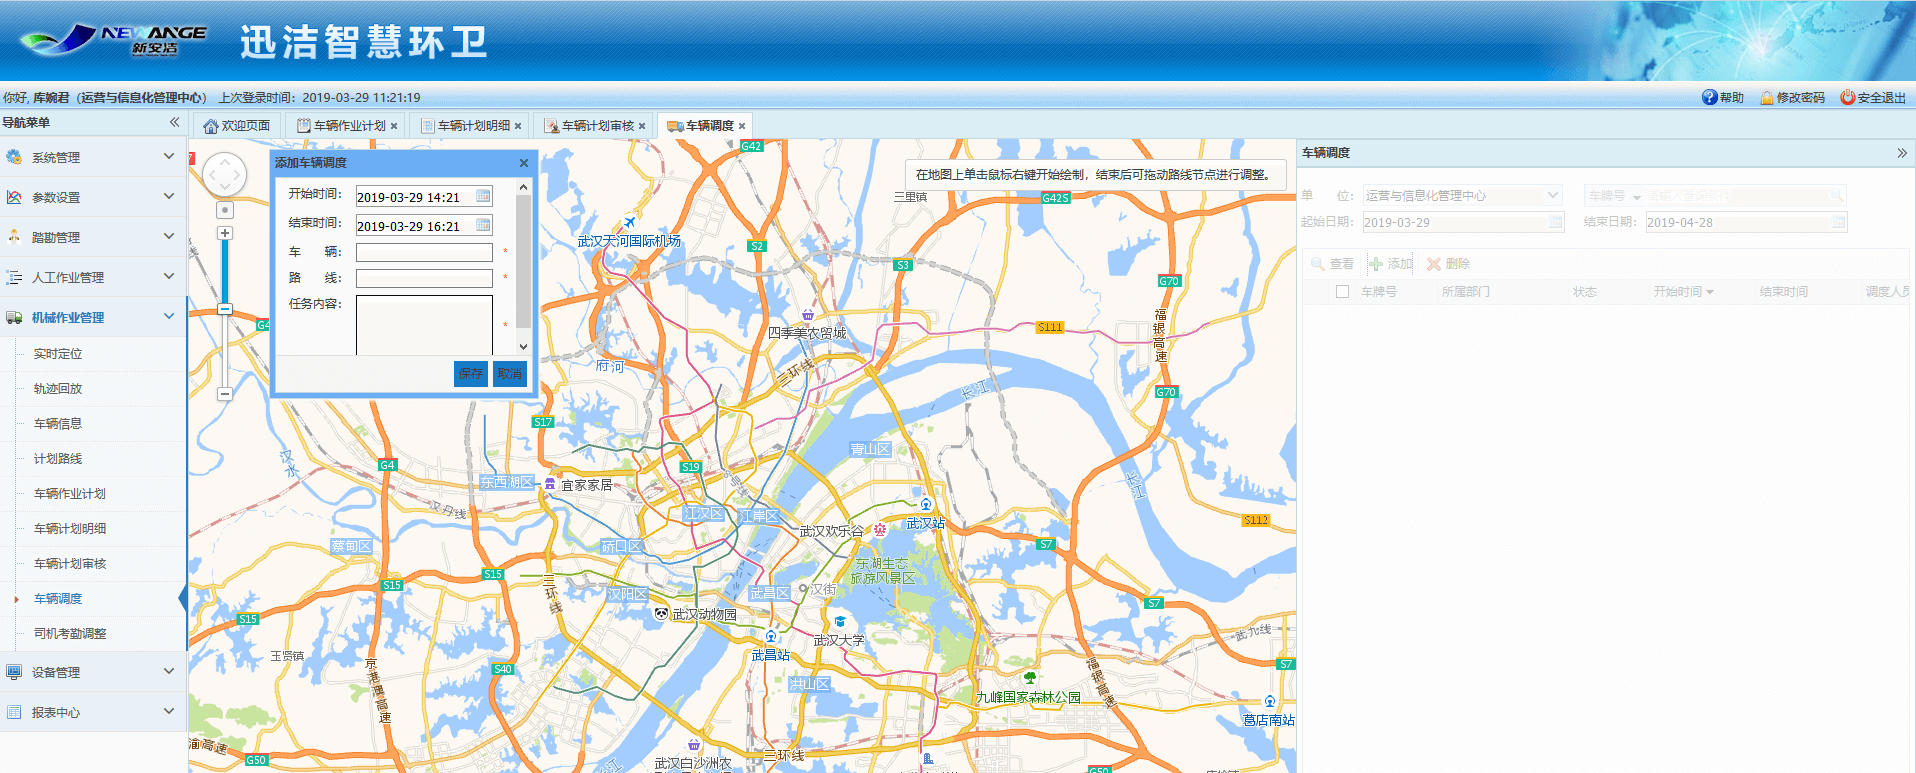 NEWANGE
新安洁
迅洁智慧环卫
你好, 库婉君（运营与信息化管理中心） 上次登录时间：2019-03-29 11:21:19
帮助 修改密码 安全退出
导航菜单
欢迎页面 车辆作业计划 车辆计划明细 车辆计划审核 车辆调度
系统管理
参数设置
踏勘管理
人工作业管理
机械作业管理
实时定位
轨迹回放
车辆信息
计划路线
车辆作业计划
车辆计划明细
车辆计划审核
车辆调度
司机考勤调整
设备管理
报表中心
添加车辆调度
开始时间: 2019-03-29 14:21
结束时间: 2019-03-29 16:21
车 辆: *
路 线: *
任务内容: *
保存 取消
在地图上单击鼠标右键开始绘制，结束后可拖动路线节点进行调整。
G42
三里镇
G42S
武汉天河国际机场
S2
S3
G70
四季美农贸城
S111
福银高速
府河
三环线
长江
G70
G4
S17
青山区
汉水
G4
S19
东西湖区
宜家家居
长江
汉丹线
江汉区
江岸区
武汉欢乐谷
武汉站
S112
蔡甸区
硚口区
S7
东湖生态
旅游风景区
S15
S15
三环线
汉阳区
武昌区
汉街
S7
S15
武汉动物园
武汉大学
武九线
玉贤镇
武昌站
S7
京港澳高速
S40
洪山区
福银高速
九峰国家森林公园
葛店南站
渝高速
G50
三环线
武汉白沙洲农
长江
G50
车辆调度
单 位: 运营与信息化管理中心 车牌号
起始日期: 2019-03-29 结束日期: 2019-04-28
查看 添加 删除
车牌号 所属部门 状态 开始时间 结束时间 调度人员